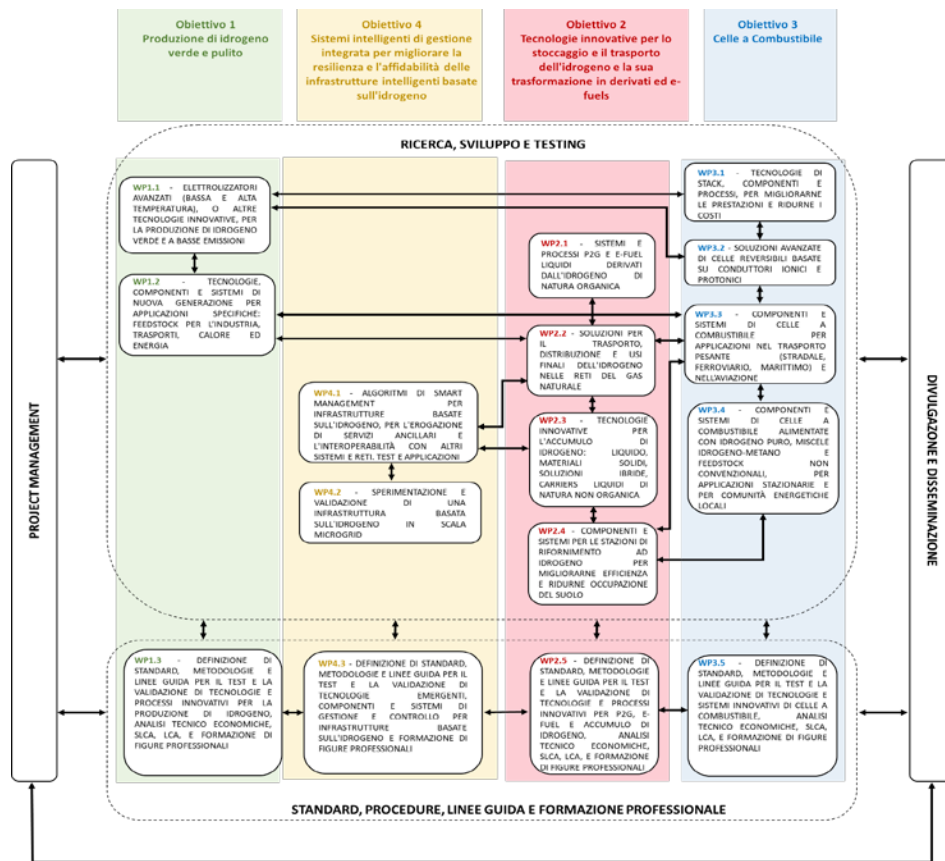 Obiettivo 1
Produzione di idrogeno
verde e pulito
Obiettivo 4
Sistemi intelligenti di gestione
integrata per migliorare la
resilienza e l'affidabilità delle
infrastrutture intelligenti basate
sull'idrogeno
Obiettivo 2
Tecnologie innovative per lo
stoccaggio e il trasporto
dell'idrogeno e la sua
trasformazione in derivati ed e-
fuels
Obiettivo 3
Celle a Combustibile
RICERCA, SVILUPPO E TESTING
PROJECT MANAGEMENT
WP1.1 - ELETTROLIZZATORI
AVANZATI (BASSA E ALTA
TEMPERATURA), O ALTRE
TECNOLOGIE INNOVATIVE, PER
LA PRODUZIONE DI IDROGENO
VERDE E A BASSE EMISSIONI
WP1.2 - TECNOLOGIE,
COMPONENTI E SISTEMI DI
NUOVA GENERAZIONE PER
APPLICAZIONI SPECIFICHE:
FEEDSTOCK PER L'INDUSTRIA,
TRASPORTI, CALORE ED
ENERGIA
WP4.1 - ALGORITMI DI SMART
MANAGEMENT PER
INFRASTRUTTURE BASATE
SULL'IDROGENO, PER L'EROGAZIONE
DI SERVIZI ANCILLARI E
L'INTEROPERABILITÀ CON ALTRI
SISTEMI E RETI. TEST E APPLICAZIONI
WP4.2 - SPERIMENTAZIONE E
VALIDAZIONE DI UNA
INFRASTRUTTURA BASATA
SULL'IDROGENO IN SCALA
MICROGRID
WP2.1 - SISTEMI E
PROCESSI P2G E E-FUEL
LIQUIDI DERIVATI
DALL'IDROGENO DI
NATURA ORGANICA
WP2.2 - SOLUZIONI PER
IL TRASPORTO,
DISTRIBUZIONE E USI
FINALI DELL'IDROGENO
NELLE RETI DEL GAS
NATURALE
WP2.3 - TECNOLOGIE
INNOVATIVE PER
L'ACCUMULO DI
IDROGENO: LIQUIDO,
MATERIALI SOLIDI,
SOLUZIONI IBRIDE,
CARRIERS LIQUIDI DI
NATURA NON ORGANICA
WP2.4 - COMPONENTI E
SISTEMI PER LE STAZIONI DI
RIFORNIMENTO AD
IDROGENO PER
MIGLIORARNE EFFICIENZA
E RIDURNE OCCUPAZIONE
DEL SUOLO
WP3.1 - TECNOLOGIE DI
STACK, COMPONENTI E
PROCESSI, PER MIGLIORARNE
LE PRESTAZIONI E RIDURNE I
COSTI
WP3.2 - SOLUZIONI AVANZATE
DI CELLE REVERSIBILI BASATE
SU CONDUTTORI IONICI E
PROTONICI
WP3.3 - COMPONENTI E
SISTEMI DI CELLE A
COMBUSTIBILE PER
APPLICAZIONI NEL TRASPORTO
PESANTE (STRADALE,
FERROVIARIO, MARITTIMO) E
NELL'AVIAZIONE
WP3.4 - COMPONENTI E
SISTEMI DI CELLE A
COMBUSTIBILE ALIMENTATE
CON IDROGENO PURO, MISCELE
IDROGENO-METANO E
FEEDSTOCK NON
CONVENZIONALI, PER
APPLICAZIONI STAZIONARIE E
PER COMUNITÀ ENERGETICHE
LOCALI
DIVULGAZONE E DISSEMINAZIONE
WP1.3 - DEFINIZIONE DI
STANDARD, METODOLOGIE E
LINEE GUIDA PER IL TEST E LA
VALIDAZIONE DI TECNOLOGIE E
PROCESSI INNOVATIVI PER LA
PRODUZIONE DI IDROGENO,
ANALISI TECNICO ECONOMICHE,
SLCA, LCA, E FORMAZIONE DI
FIGURE PROFESSIONALI
WP4.3 - DEFINIZIONE DI STANDARD,
METODOLOGIE E LINEE GUIDA PER IL
TEST E LA VALIDAZIONE DI
TECNOLOGIE EMERGENTI,
COMPONENTI E SISTEMI DI
GESTIONE E CONTROLLO PER
INFRASTRUTTURE BASATE
SULL'IDROGENO E FORMAZIONE DI
FIGURE PROFESSIONALI
WP2.5 - DEFINIZIONE DI
STANDARD, METODOLOGIE
E LINEE GUIDA PER IL TEST
E LA VALIDAZIONE DI
TECNOLOGIE E PROCESSI
INNOVATIVI PER P2G, E-
FUEL E ACCUMULO DI
IDROGENO, ANALISI
TECNICO ECONOMICHE,
SLCA, LCA, E FORMAZIONE
DI FIGURE PROFESSIONALI
WP3.5 - DEFINIZIONE DI
STANDARD, METODOLOGIE E
LINEE GUIDA PER IL TEST E LA
VALIDAZIONE DI TECNOLOGIE E
SISTEMI INNOVATIVI DI CELLE A
COMBUSTIBILE, ANALISI
TECNICO ECONOMICHE, SLCA,
LCA, E FORMAZIONE DI FIGURE
PROFESSIONALI
STANDARD, PROCEDURE, LINEE GUIDA E FORMAZIONE PROFESSIONALE